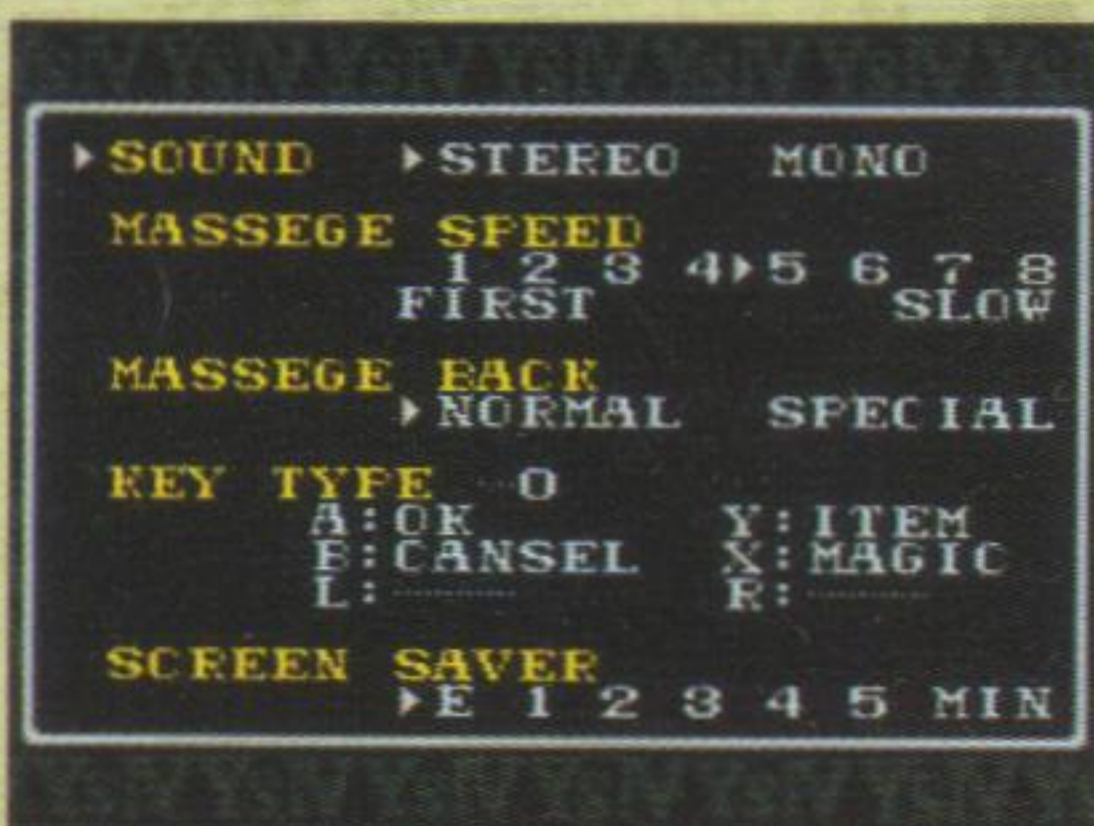 SOUND STEREO MONO
MASSEGE SPEED
1 2 3 4 5 6 7 8
FIRST SLOW
MASSEGE BACK
NORMAL SPECIAL
KEY TYPE 0
A:OK Y:ITEM
B:CANSEL X:MAGIC
L: R:
SCREEN SAVER
E 1 2 3 4 5 MIN